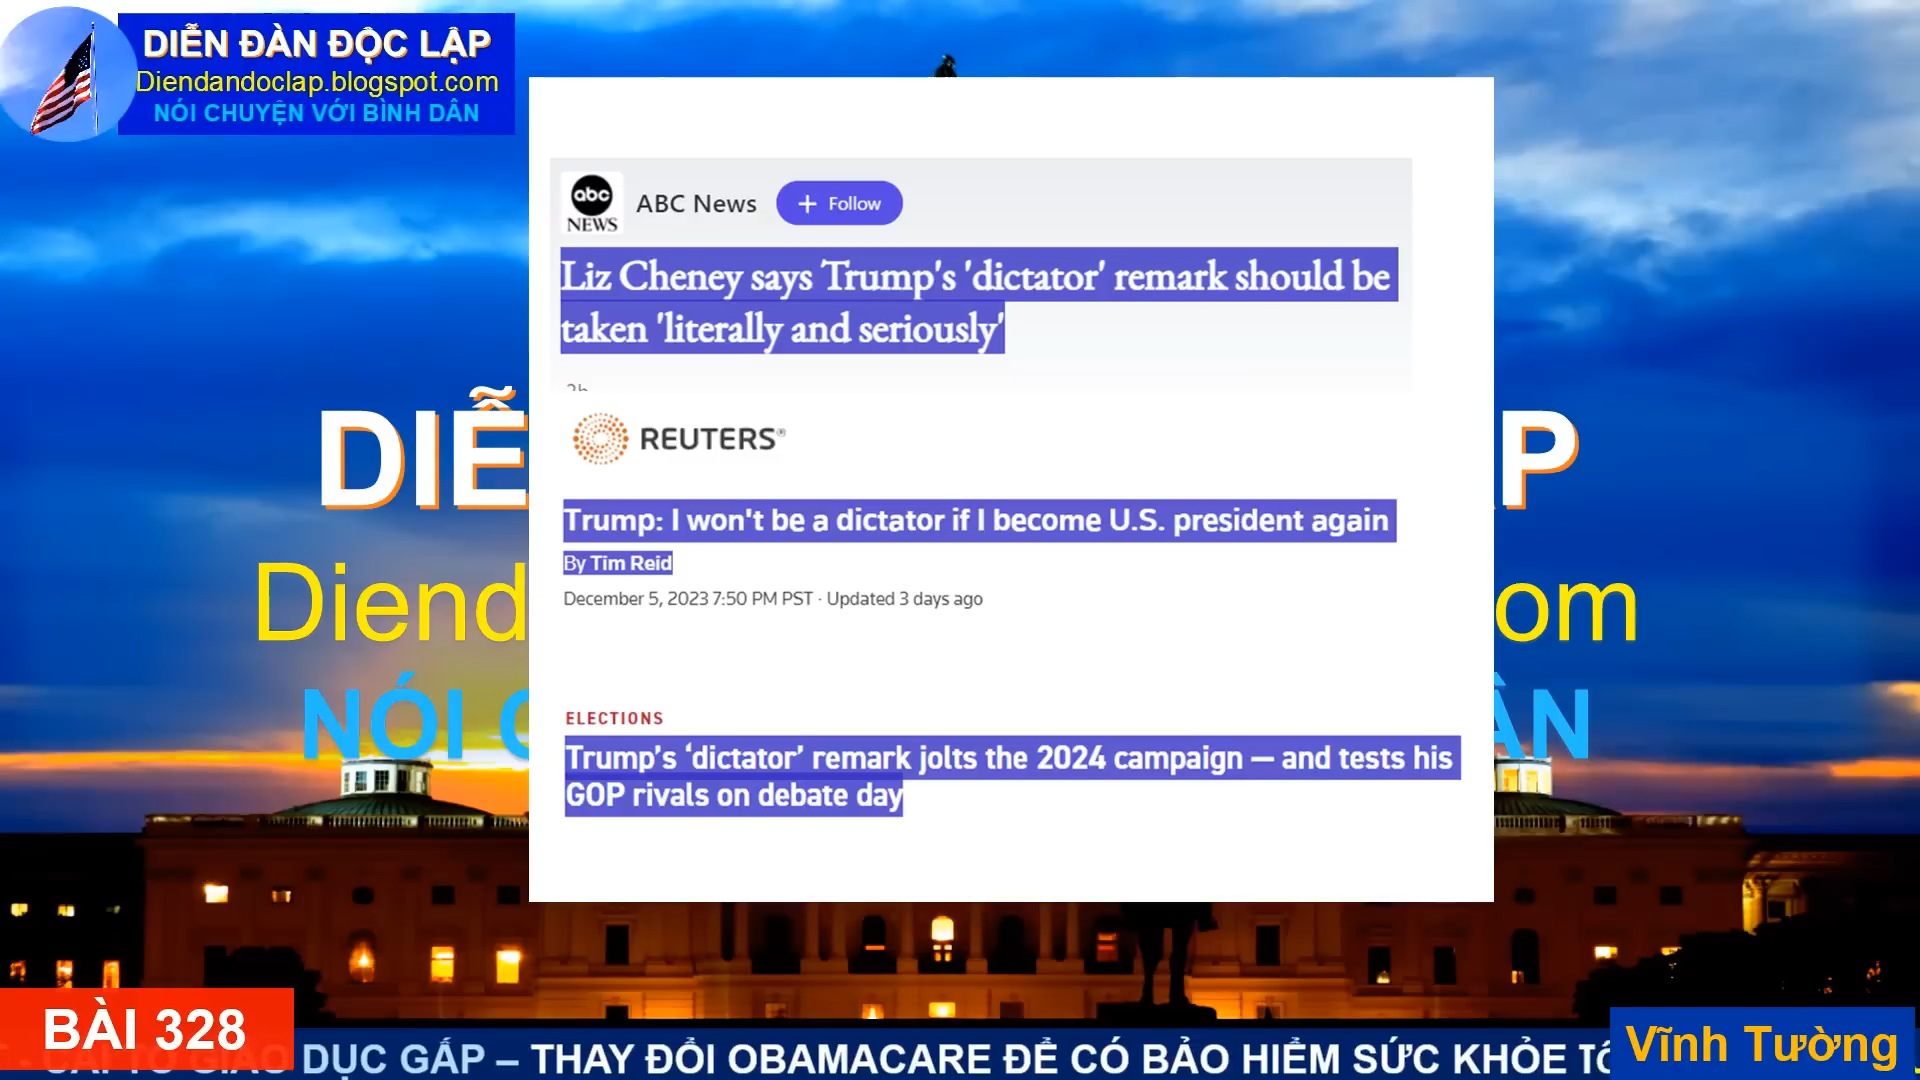 DIỄN ĐÀN ĐỘC LẬP
Diendandoclap.blogspot.com
NÓI CHUYỆN VỚI BÌNH DÂN
abc
NEWS
ABC News
+ Follow
Liz Cheney says Trump's 'dictator' remark should be
taken 'literally and seriously'
REUTERS®
Trump: I won't be a dictator if I become U.S. president again
By Tim Reid
December 5, 2023 7:50 PM PST · Updated 3 days ago
ELECTIONS
Trump’s ‘dictator’ remark jolts the 2024 campaign — and tests his
GOP rivals on debate day
DIỄ
P
Diend
om
NÓI
ÂN
BÀI 328
DỤC GẤP – THAY ĐỔI OBAMACARE ĐỂ CÓ BẢO HIỂM SỨC KHỎE
Vĩnh Tường